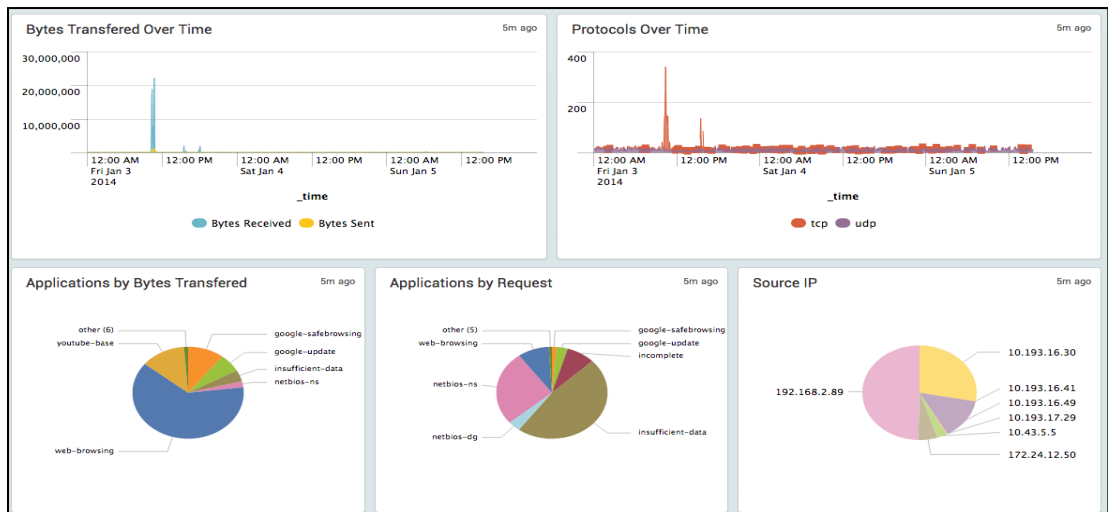 Bytes Transfered Over Time
5m ago
30,000,000
20,000,000
10,000,000
12:00 AM 12:00 PM 12:00 AM 12:00 PM 12:00 AM 12:00 PM
Fri Jan 3 Sat Jan 4 Sun Jan 5
2014
_time
Bytes Received Bytes Sent
Protocols Over Time
5m ago
400
200
12:00 AM 12:00 PM 12:00 AM 12:00 PM 12:00 AM 12:00 PM
Fri Jan 3 Sat Jan 4 Sun Jan 5
2014
_time
tcp udp
Applications by Bytes Transfered
5m ago
other (6)
youtube-base
google-safebrowsing
google-update
insufficient-data
netbios-ns
web-browsing
Applications by Request
5m ago
other (5)
web-browsing
google-safebrowsing
google-update
incomplete
netbios-ns
netbios-dg
insufficient-data
Source IP
5m ago
10.193.16.30
192.168.2.89
10.193.16.41
10.193.16.49
10.193.17.29
10.43.5.5
172.24.12.50